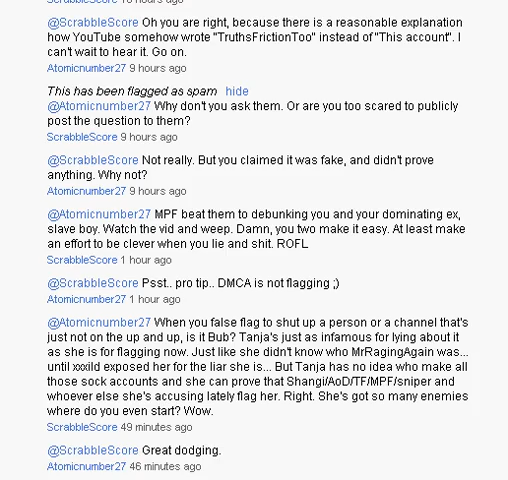 @ScrabbleScore Oh you are right, because there is a reasonable explanation
how YouTube somehow wrote "TruthsFrictionToo" instead of "This account". I
can't wait to hear it. Go on.
Atomicnumber27 9 hours ago
This has been flagged as spam hide
@Atomicnumber27 Why don't you ask them. Or are you too scared to publicly
post the question to them?
ScrabbleScore 9 hours ago
@ScrabbleScore Not really. But you claimed it was fake, and didn't prove
anything. Why not?
Atomicnumber27 9 hours ago
@Atomicnumber27 MPF beat them to debunking you and your dominating ex,
slave boy. Watch the vid and weep. Damn, you two make it easy. At least make
an effort to be clever when you lie and shit. ROFL
ScrabbleScore 1 hour ago
@ScrabbleScore Psst.. pro tip.. DMCA is not flagging ;)
Atomicnumber27 1 hour ago
@Atomicnumber27 When you false flag to shut up a person or a channel that's
just not on the up and up, is it Bub? Tanja's just as infamous for lying about it
as she is for flagging now. Just like she didn't know who MrRagingAgain was...
until xxxild exposed her for the liar she is... But Tanja has no idea who make all
those sock accounts and she can prove that Shangi/AoD/TF/MPF/sniper and
whoever else she's accusing lately flag her. Right. She's got so many enemies
where do you even start? Wow.
ScrabbleScore 49 minutes ago
@ScrabbleScore Great dodging.
Atomicnumber27 46 minutes ago